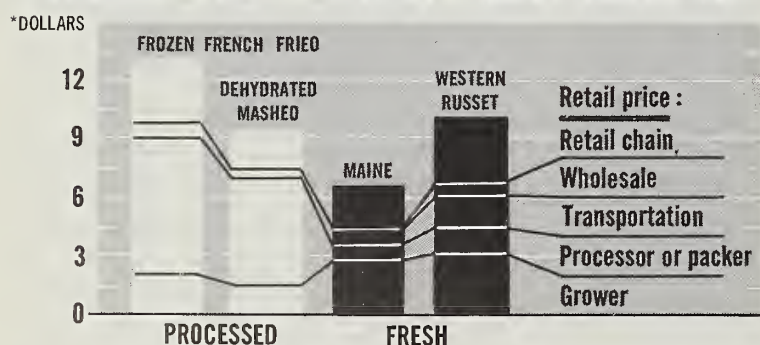 *DOLLARS
FROZEN FRENCH FRIEO
12
DEHYDRATED
MASHED
WESTERN
RUSSET
Retail price :
9
Retail chain
MAINE
6
Wholesale
Transportation
3
Processor or packer
0
Grower
PROCESSED
FRESH